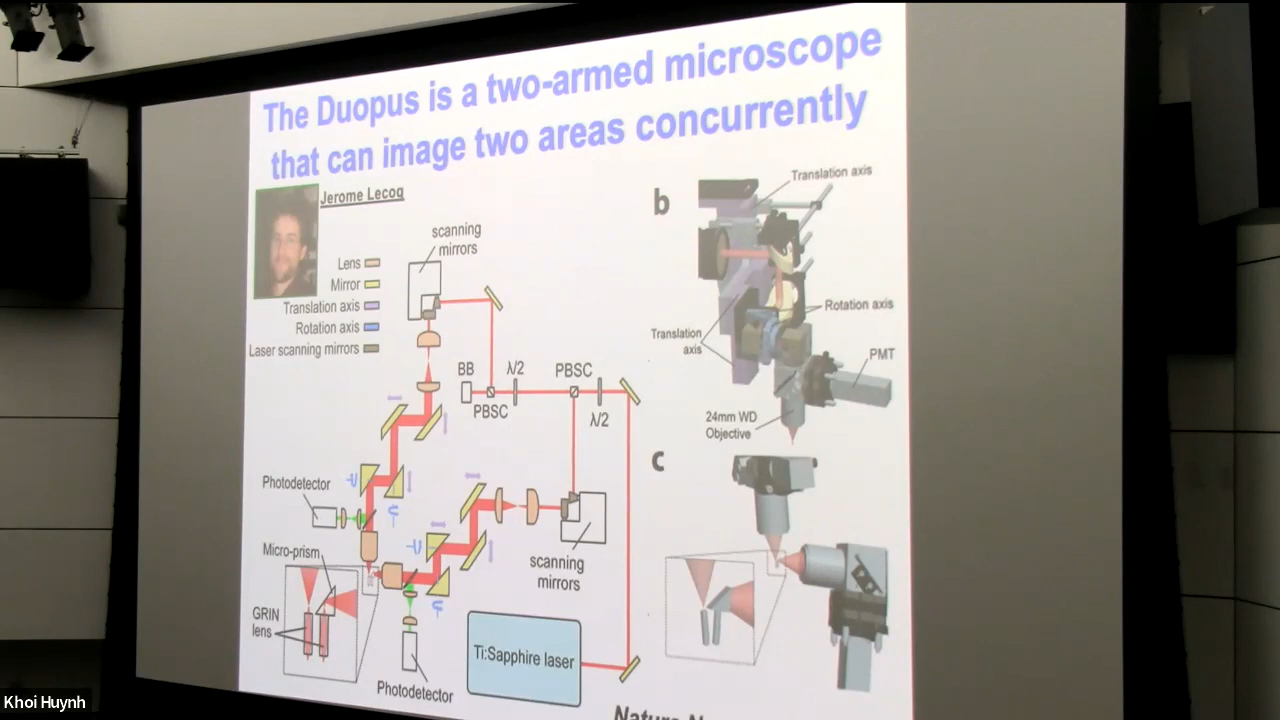 The Duopus is a two-armed microscope
that can image two areas concurrently
Jerome Lecoq
Lens
Mirror
Translation axis
Rotation axis
Laser scanning mirrors
scanning
mirrors
BB
λ/2
PBSC
PBSC
λ/2
Photodetector
Micro-prism
GRIN
lens
scanning
mirrors
Ti:Sapphire laser
Photodetector
b
Translation axis
Rotation axis
Translation
axis
PMT
24mm WD
Objective
c
Khoi Huynh